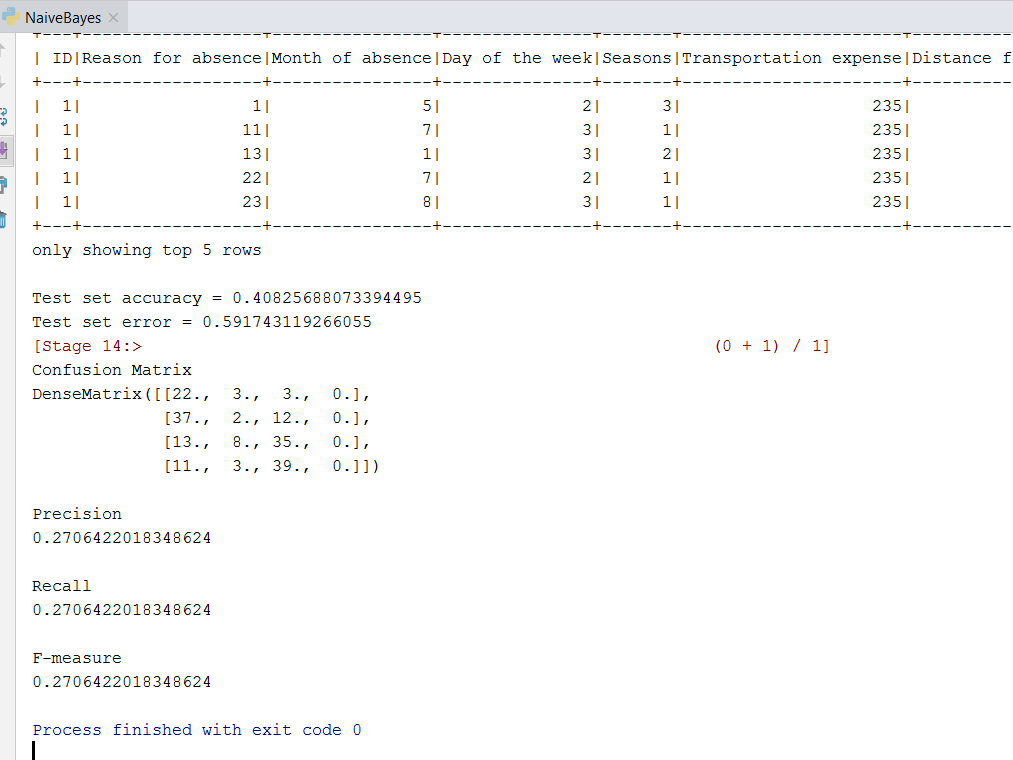 NaiveBayes ×
+---+------------------+----------------+---------------+-------+----------------------+----------
| ID|Reason for absence|Month of absence|Day of the week|Seasons|Transportation expense|Distance f
+---+------------------+----------------+---------------+-------+----------------------+----------
|  1|                 1|               5|              2|      3|                   235|
|  1|                11|               7|              3|      1|                   235|
|  1|                13|               1|              3|      2|                   235|
|  1|                22|               7|              2|      1|                   235|
|  1|                23|               8|              3|      1|                   235|
+---+------------------+----------------+---------------+-------+----------------------+----------
only showing top 5 rows
Test set accuracy = 0.40825688073394495
Test set error = 0.591743119266055
[Stage 14:>                                                         (0 + 1) / 1]
Confusion Matrix
DenseMatrix([[22.,  3.,  3.,  0.],
             [37.,  2., 12.,  0.],
             [13.,  8., 35.,  0.],
             [11.,  3., 39.,  0.]])
Precision
0.2706422018348624
Recall
0.2706422018348624
F-measure
0.2706422018348624
Process finished with exit code 0